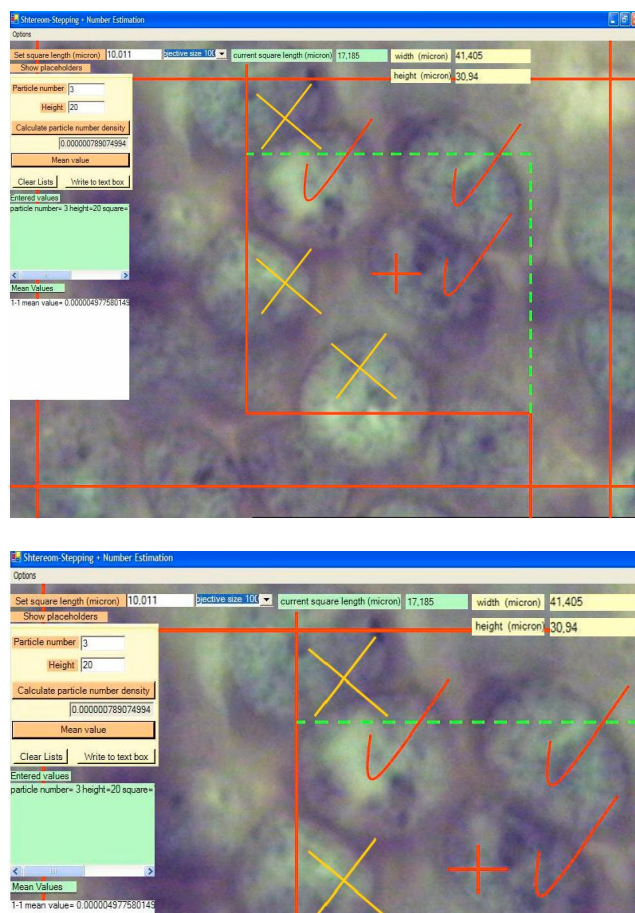 Shtereom-Stepping + Number Estimation
Options
Set square length (micron) 10,011 bjective size 100 current square length (micron) 17,185 width (micron) 41,405
Show placeholders height (micron) 30,94
Particle number 3
Height 20
Calculate particle number density
0.000000789074994
Mean value
Clear Lists Write to text box
Entered values
particle number= 3 height=20 square=
Mean Values
1-1 mean value= 0.000004977580149
Shtereom-Stepping + Number Estimation
Options
Set square length (micron) 10,011 bjective size 100 current square length (micron) 17,185 width (micron) 41,405
Show placeholders height (micron) 30,94
Particle number 3
Height 20
Calculate particle number density
0.000000789074994
Mean value
Clear Lists Write to text box
Entered values
particle number= 3 height=20 square=
Mean Values
1-1 mean value= 0.000004977580149